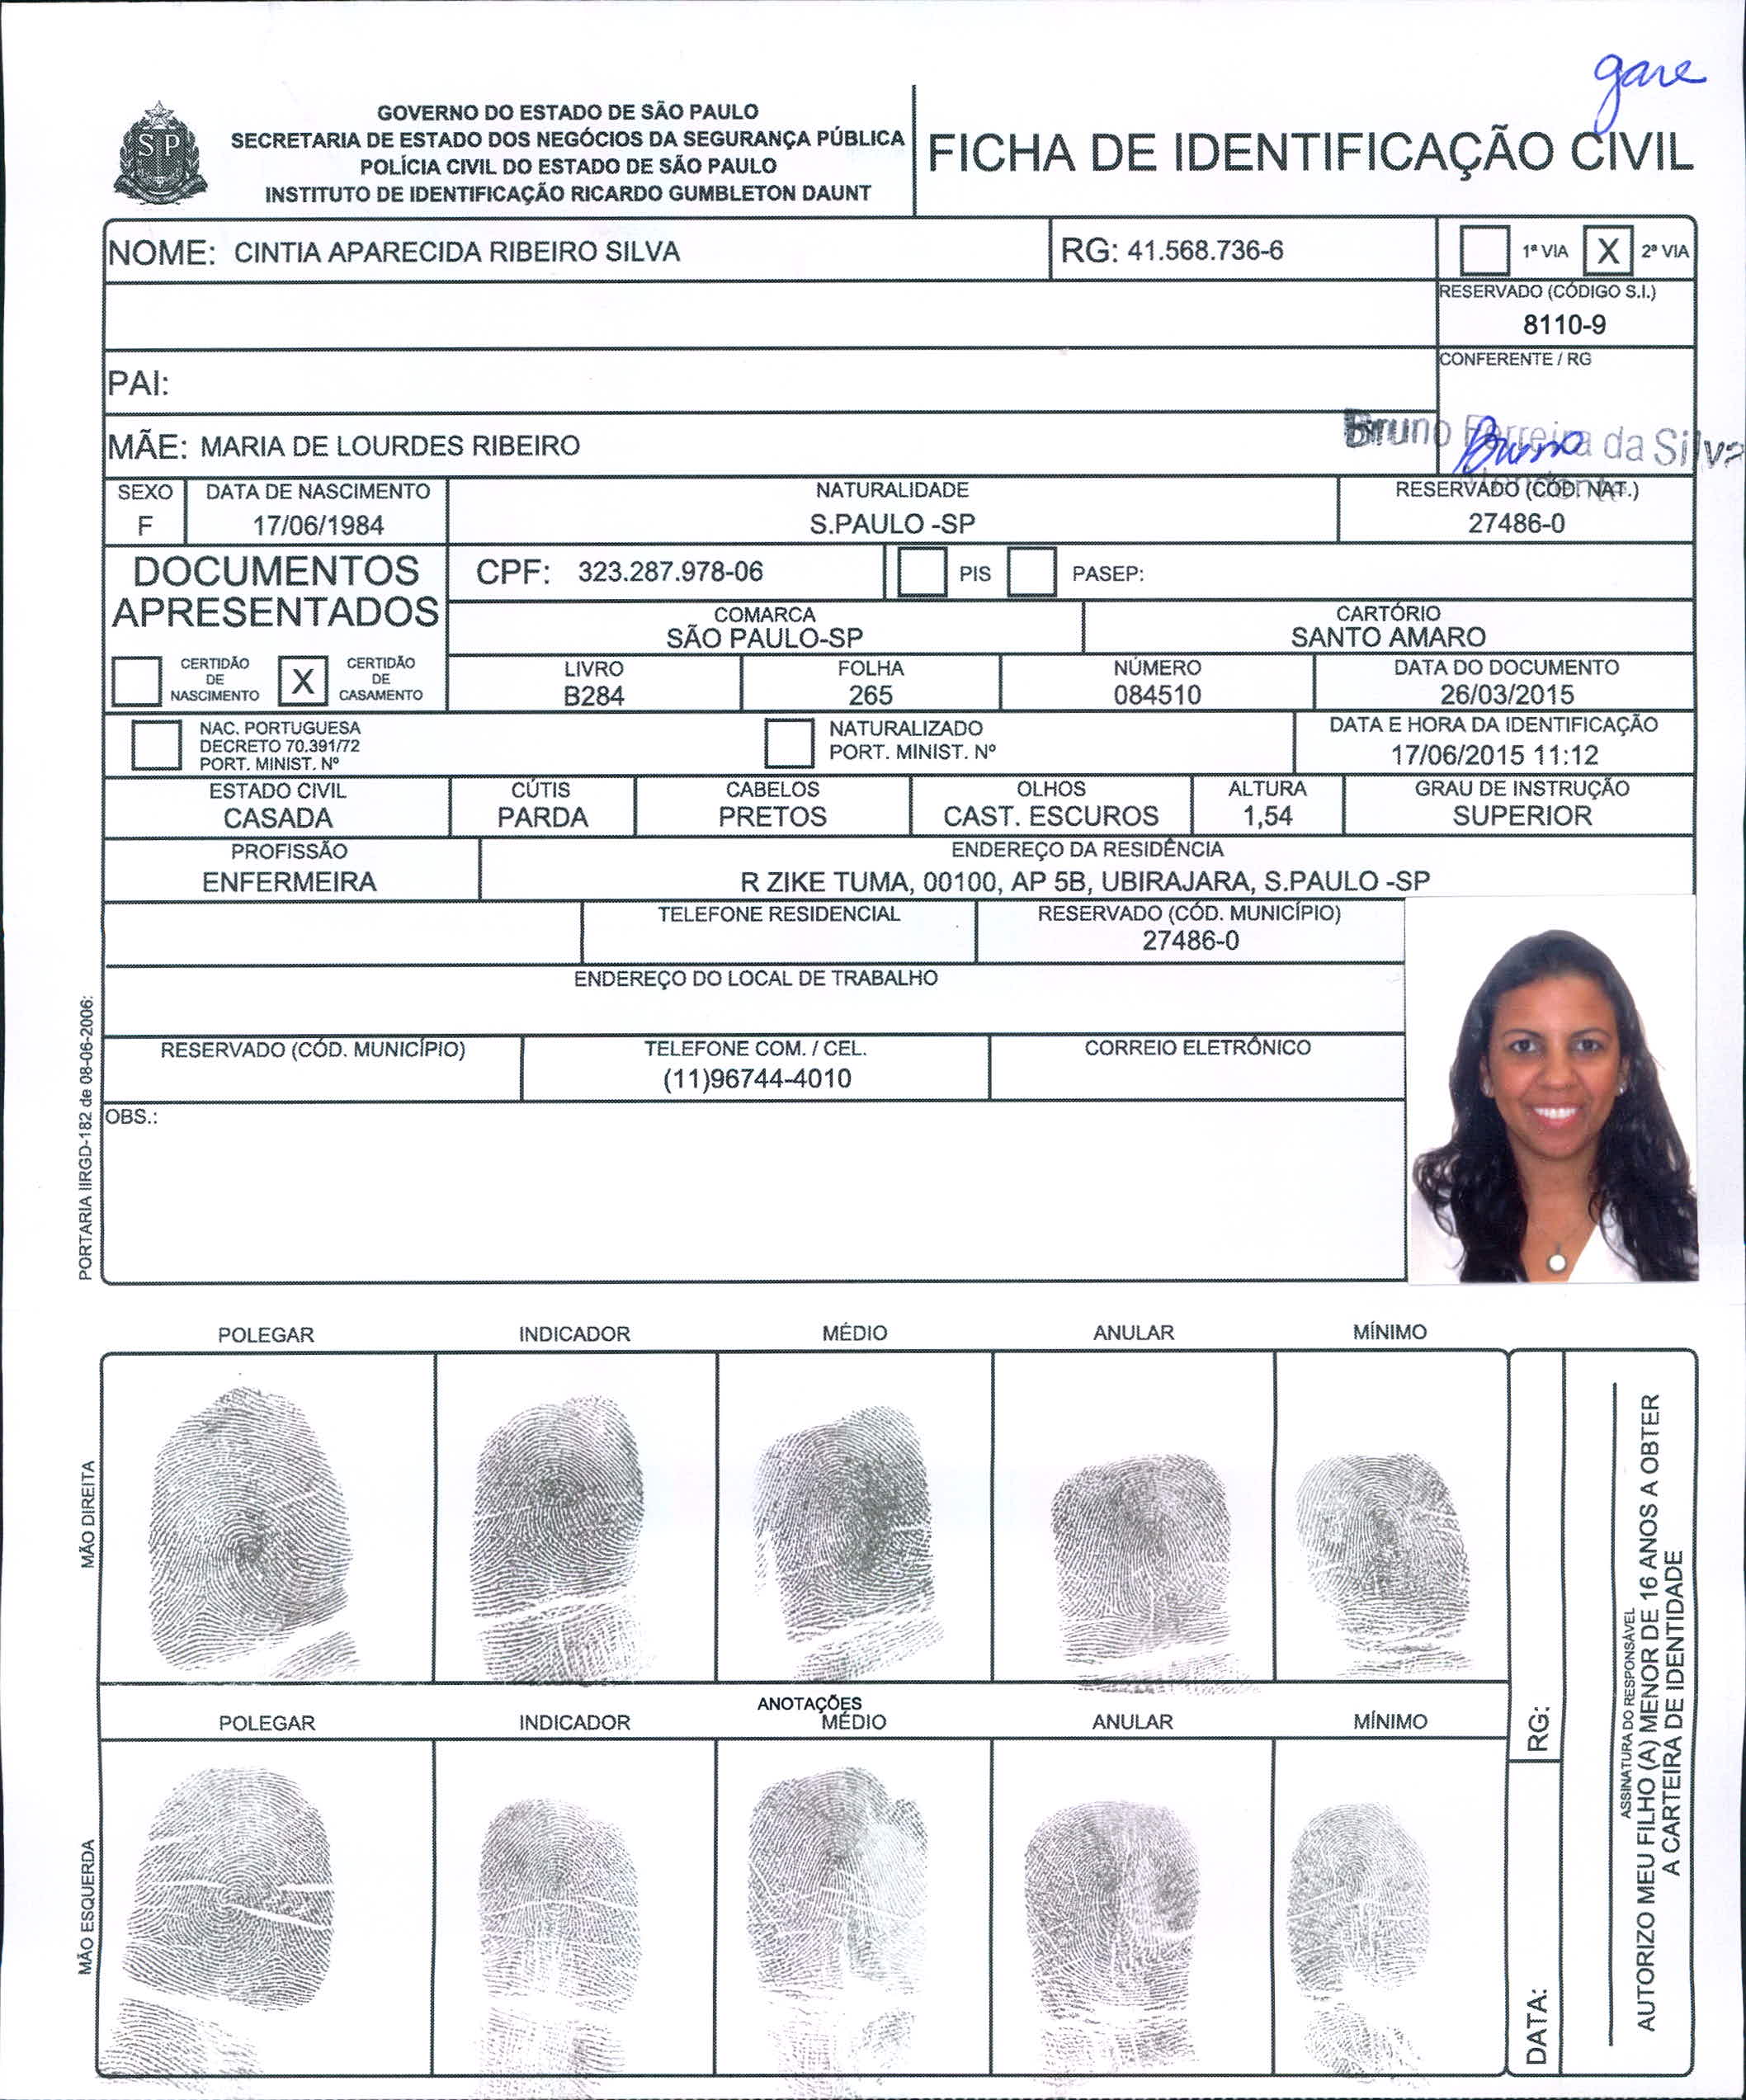 gare
GOVERNO DO ESTADO DE SÃO PAULO
SECRETARIA DE ESTADO DOS NEGÓCIOS DA SEGURANÇA PÚBLICA
POLÍCIA CIVIL DO ESTADO DE SÃO PAULO
INSTITUTO DE IDENTIFICAÇÃO RICARDO GUMBLETON DAUNT
SP
FICHA DE IDENTIFICAÇÃO CIVIL
NOME: CINTIA APARECIDA RIBEIRO SILVA
RG: 41.568.736-6
1ª VIA X 2ª VIA
RESERVADO (CÓDIGO S.I.)
8110-9
PAI:
CONFERENTE / RG
MÃE: MARIA DE LOURDES RIBEIRO
Bruno Ferreira da Silva
Bruno
SEXO DATA DE NASCIMENTO NATURALIDADE RESERVADO (CÓD. NAT.)
F 17/06/1984 S.PAULO -SP 27486-0
DOCUMENTOS
APRESENTADOS
CPF: 323.287.978-06 PIS PASEP:
COMARCA CARTÓRIO
SÃO PAULO-SP SANTO AMARO
CERTIDÃO DE NASCIMENTO X CERTIDÃO DE CASAMENTO
LIVRO FOLHA NÚMERO DATA DO DOCUMENTO
B284 265 084510 26/03/2015
NAC. PORTUGUESA
DECRETO 70.391/72
PORT. MINIST. Nº
NATURALIZADO
PORT. MINIST. Nº
DATA E HORA DA IDENTIFICAÇÃO
17/06/2015 11:12
ESTADO CIVIL CÚTIS CABELOS OLHOS ALTURA GRAU DE INSTRUÇÃO
CASADA PARDA PRETOS CAST. ESCUROS 1,54 SUPERIOR
PROFISSÃO ENDEREÇO DA RESIDÊNCIA
ENFERMEIRA R ZIKE TUMA, 00100, AP 5B, UBIRAJARA, S.PAULO -SP
TELEFONE RESIDENCIAL RESERVADO (CÓD. MUNICÍPIO)
27486-0
ENDEREÇO DO LOCAL DE TRABALHO
RESERVADO (CÓD. MUNICÍPIO) TELEFONE COM. / CEL. CORREIO ELETRÔNICO
(11)96744-4010
OBS.:
PORTARIA IIRGD-182 de 08-06-2006:
POLEGAR INDICADOR MÉDIO ANULAR MÍNIMO
MÃO DIREITA
ANOTAÇÕES
POLEGAR INDICADOR MÉDIO ANULAR MÍNIMO
MÃO ESQUERDA
RG:
DATA:
ASSINATURA DO RESPONSÁVEL
AUTORIZO MEU FILHO (A) MENOR DE 16 ANOS A OBTER
A CARTEIRA DE IDENTIDADE